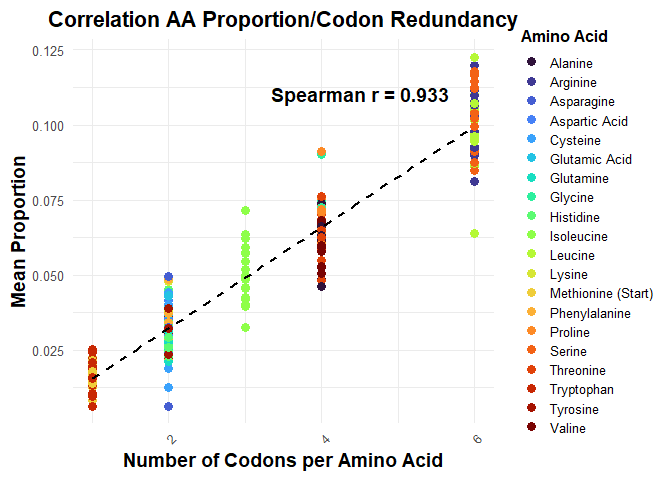 Correlation AA Proportion/Codon Redundancy
Amino Acid
Spearman r = 0.933
Mean Proportion
0.125
0.100
0.075
0.050
0.025
2
4
6
Number of Codons per Amino Acid
Alanine
Arginine
Asparagine
Aspartic Acid
Cysteine
Glutamic Acid
Glutamine
Glycine
Histidine
Isoleucine
Leucine
Lysine
Methionine (Start)
Phenylalanine
Proline
Serine
Threonine
Tryptophan
Tyrosine
Valine